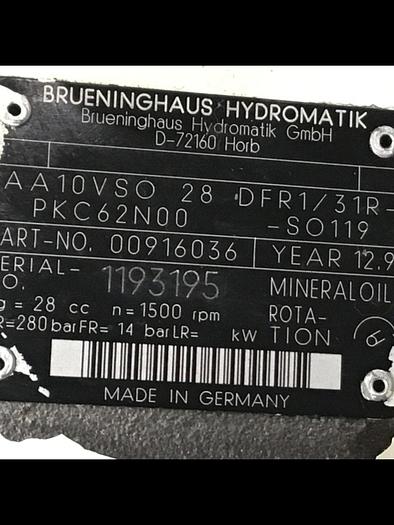 BRUENINGHAUS HYDROMATIK
Brueninghaus Hydromatik GmbH
D-72160 Horb
AA10VSO 28 DFR1/31R-
PKC62N00 -SO119
ART-NO. 00916036 YEAR 12.9
ERIAL-
O. 1193195 MINERALOIL
g = 28 cc n = 1500 rpm ROTA-
R=280 bar FR= 14 bar LR= kW TION
MADE IN GERMANY